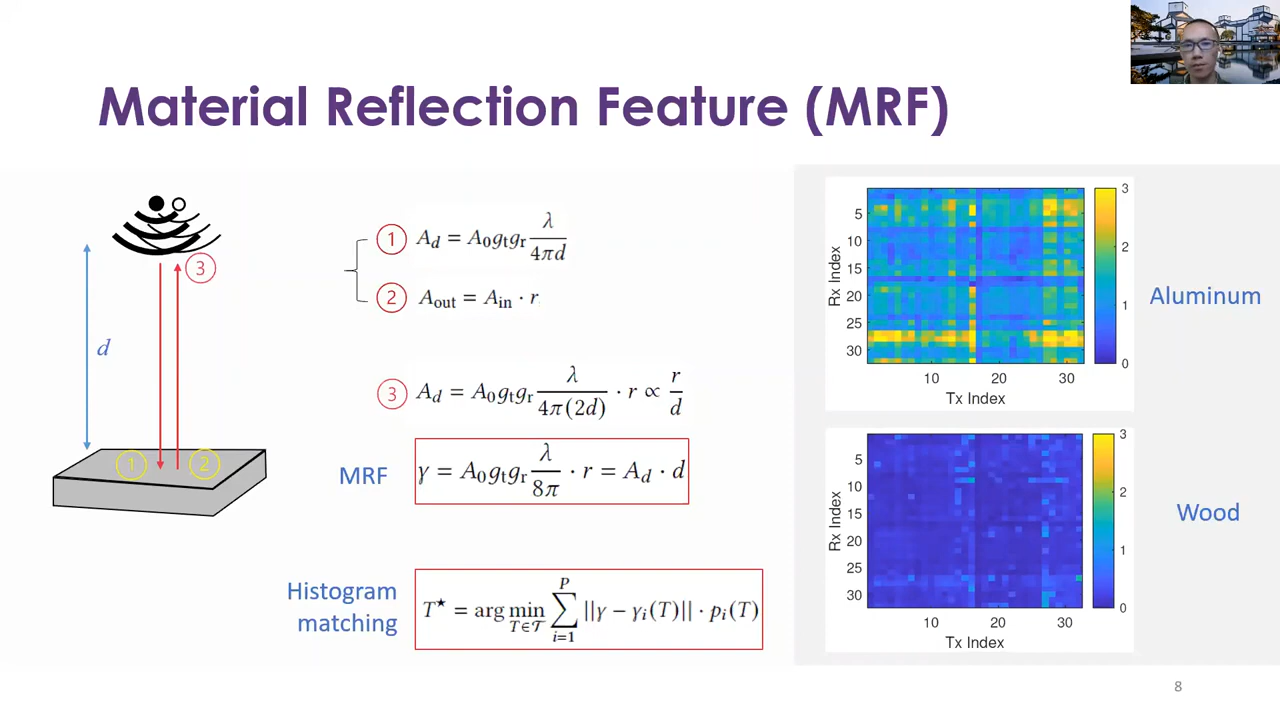 Material Reflection Feature (MRF)
③
d
① ②
① A_d = A_0 g_t g_r λ / 4πd
② A_out = A_in · r
③ A_d = A_0 g_t g_r λ / 4π(2d) · r ∝ r / d
MRF γ = A_0 g_t g_r λ / 8π · r = A_d · d
Histogram
matching
T★ = arg min_{T∈𝒯} ∑_{i=1}^{P} ||γ − γ_i(T)|| · p_i(T)
Rx Index
5
10
15
20
25
30
10 20 30
Tx Index
3
2
1
0
Aluminum
Rx Index
5
10
15
20
25
30
10 20 30
Tx Index
3
2
1
0
Wood
8